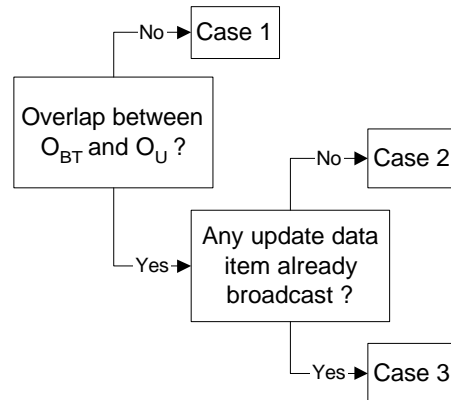 No
Case 1
Overlap between
O_BT and O_U ?
No
Case 2
Yes
Any update data
item already
broadcast ?
Yes
Case 3